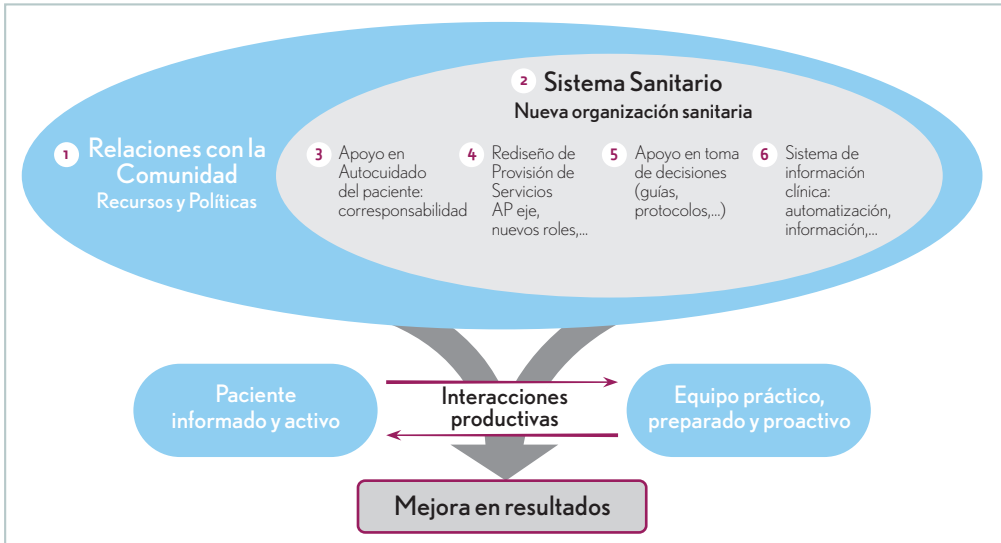 2 Sistema Sanitario
Nueva organización sanitaria
1 Relaciones con la
Comunidad
Recursos y Políticas
3 Apoyo en
Autocuidado
del paciente:
corresponsabilidad
4 Rediseño de
Provisión de
Servicios
AP eje,
nuevos roles,...
5 Apoyo en toma
de decisiones
(guías,
protocolos,...)
6 Sistema de
información
clínica:
automatización,
información,...
Paciente
informado y activo
Interacciones
productivas
Equipo práctico,
preparado y proactivo
Mejora en resultados